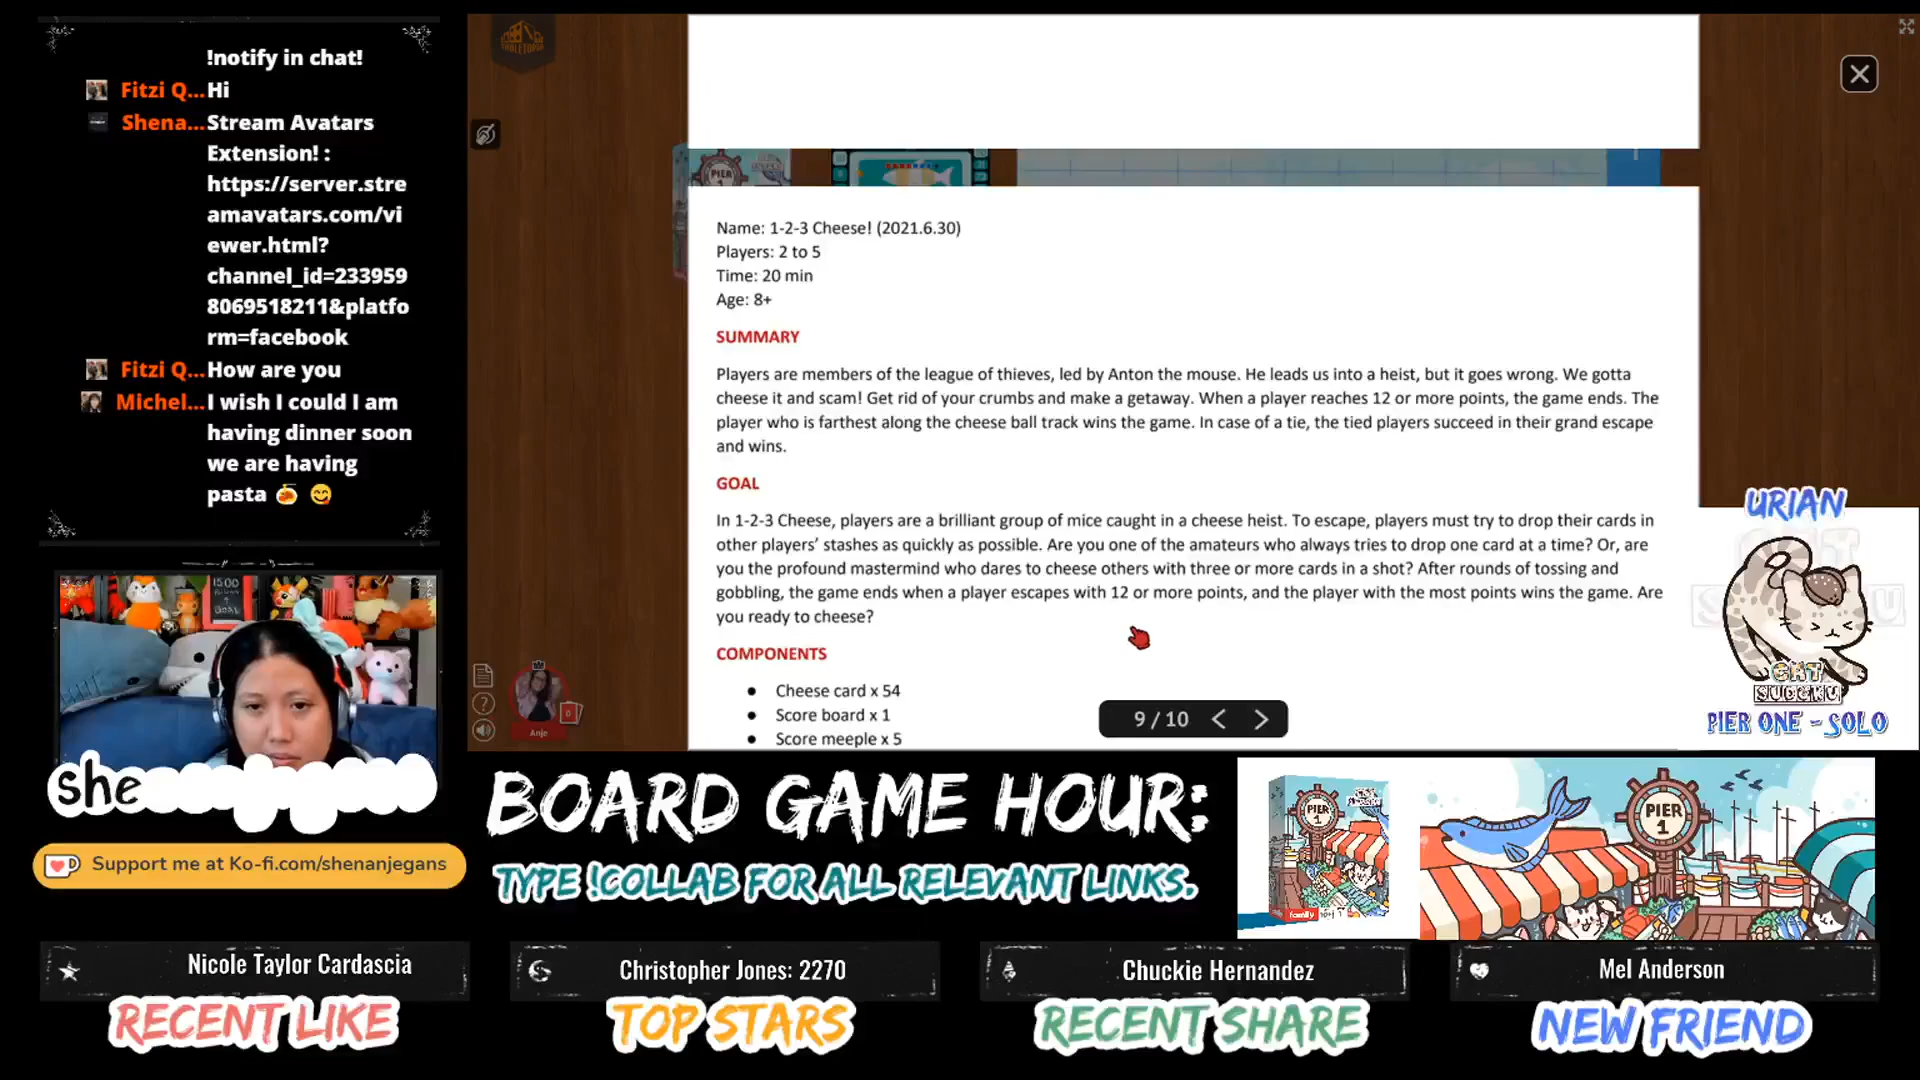 !notify in chat!
Fitzi Q... Hi
Shena... Stream Avatars
Extension! :
https://server.stre
amavatars.com/vi
ewer.html?
channel_id=233959
8069518211&platfo
rm=facebook
Fitzi Q... How are you
Michel... I wish I could I am
having dinner soon
we are having
pasta
1500
GOAL
she
Support me at Ko-fi.com/shenanjegans
TABLETOPIA
PIER
1
Name: 1-2-3 Cheese! (2021.6.30)
Players: 2 to 5
Time: 20 min
Age: 8+
SUMMARY
Players are members of the league of thieves, led by Anton the mouse. He leads us into a heist, but it goes wrong. We gotta
cheese it and scam! Get rid of your crumbs and make a getaway. When a player reaches 12 or more points, the game ends. The
player who is farthest along the cheese ball track wins the game. In case of a tie, the tied players succeed in their grand escape
and wins.
GOAL
In 1-2-3 Cheese, players are a brilliant group of mice caught in a cheese heist. To escape, players must try to drop their cards in
other players’ stashes as quickly as possible. Are you one of the amateurs who always tries to drop one card at a time? Or, are
you the profound mastermind who dares to cheese others with three or more cards in a shot? After rounds of tossing and
gobbling, the game ends when a player escapes with 12 or more points, and the player with the most points wins the game. Are
you ready to cheese?
COMPONENTS
● Cheese card x 54
● Score board x 1
● Score meeple x 5
9 / 10
0
Anje
URIAN
CAT
SUDOKU
PIER ONE - SOLO
BOARD GAME HOUR:
TYPE !COLLAB FOR ALL RELEVANT LINKS.
PIER
1
family
PIER
1
Nicole Taylor Cardascia
RECENT LIKE
Christopher Jones: 2270
TOP STARS
Chuckie Hernandez
RECENT SHARE
Mel Anderson
NEW FRIEND